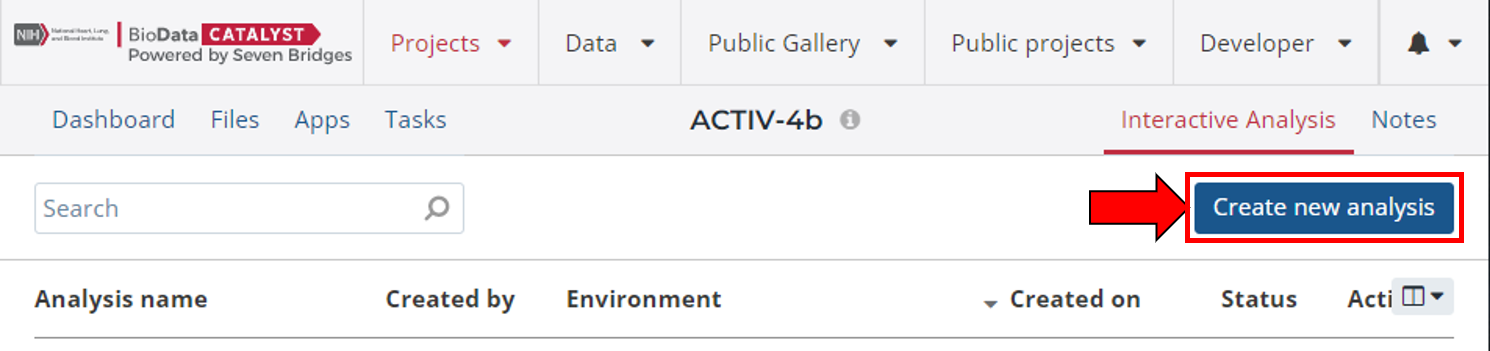 NIH National Heart, Lung, and Blood Institute
BioData CATALYST
Powered by Seven Bridges
Projects
Data
Public Gallery
Public projects
Developer
Dashboard
Files
Apps
Tasks
ACTIV-4b
Interactive Analysis
Notes
Search
Create new analysis
Analysis name
Created by
Environment
Created on
Status
Acti